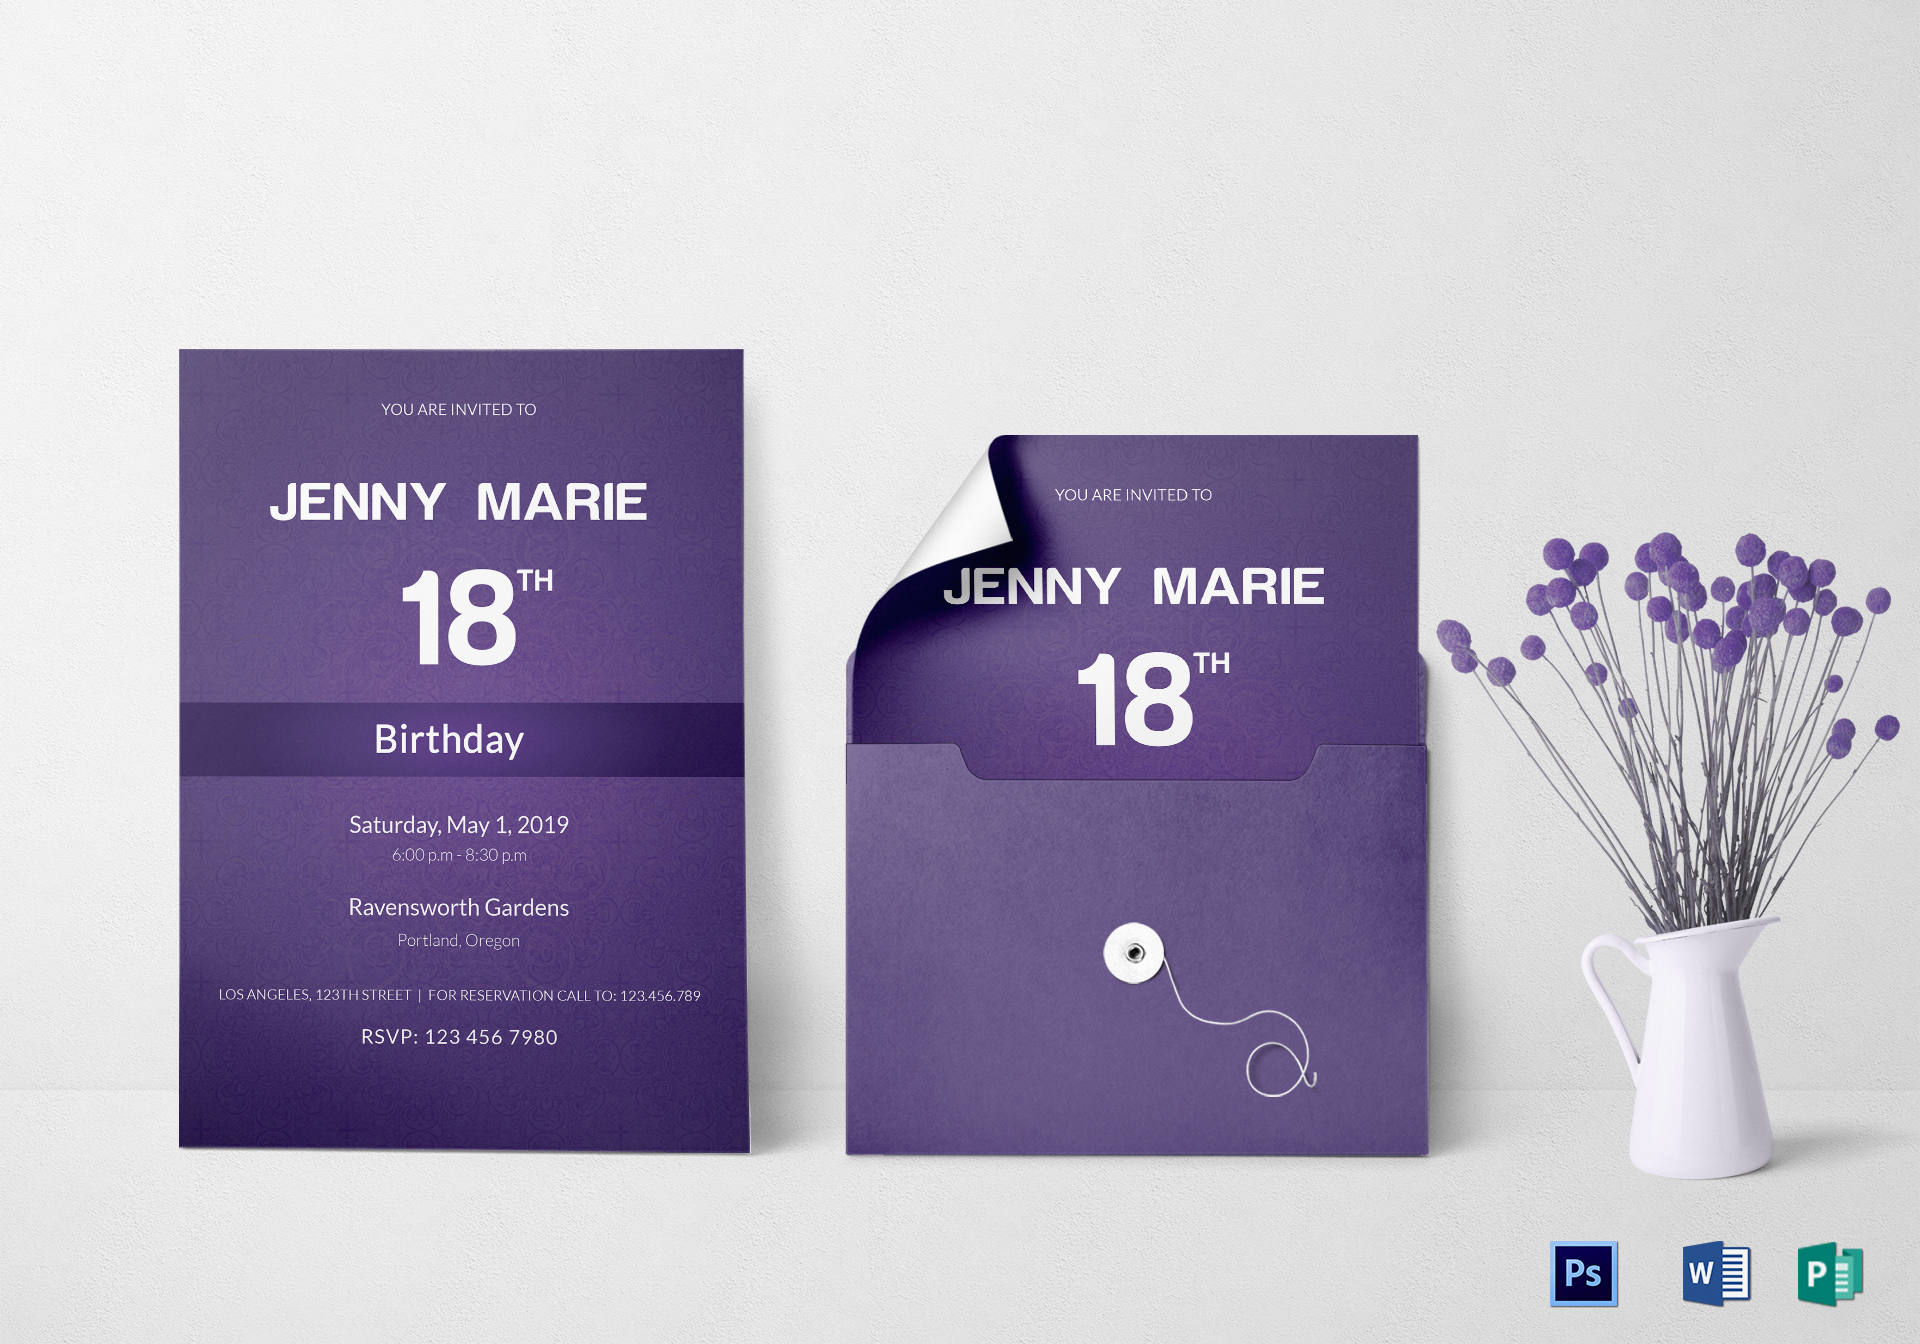 YOU ARE INVITED TO
JENNY MARIE
18TH
Birthday
Saturday, May 1, 2019
6:00 p.m - 8:30 p.m
Ravensworth Gardens
Portland, Oregon
LOS ANGELES, 123TH STREET | FOR RESERVATION CALL TO: 123.456.789
RSVP: 123 456 7980
YOU ARE INVITED TO
JENNY MARIE
18TH
Ps
W
P